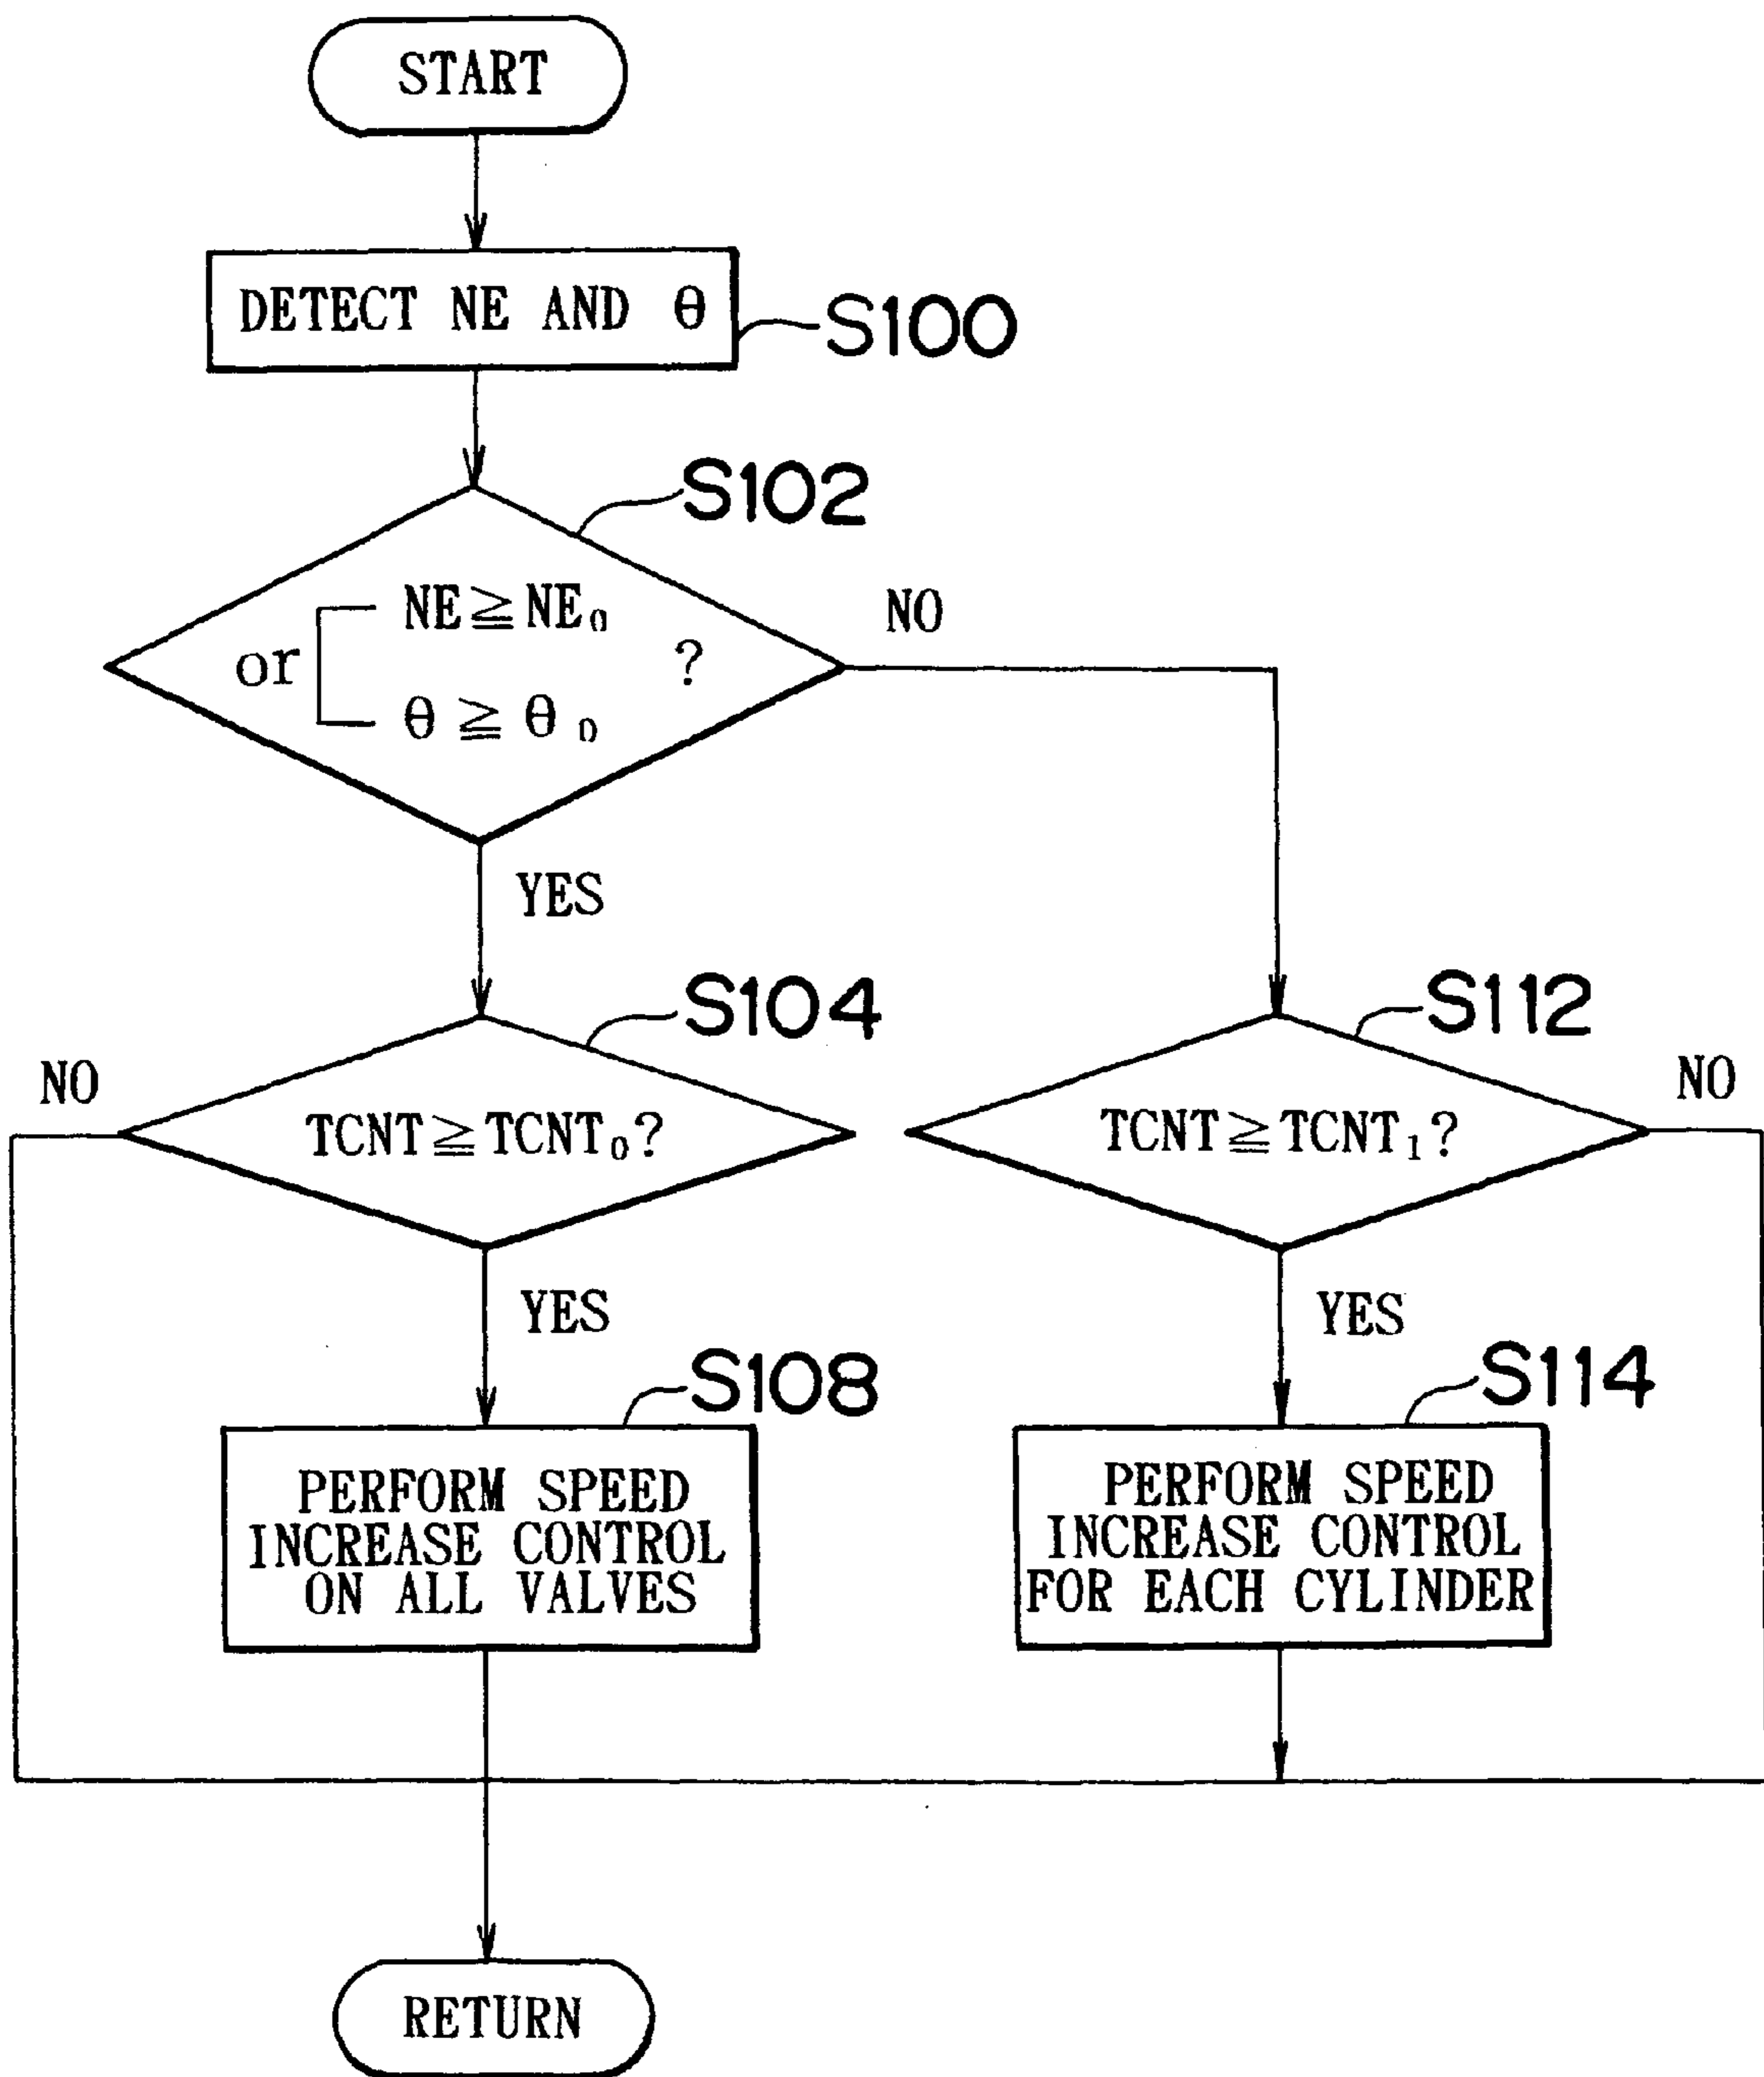 START
DETECT NE AND θ
S100
S102
NE≧NE₀
or
?
θ≧θ₀
NO
YES
S104
S112
NO
TCNT≧TCNT₀?
TCNT≧TCNT₁?
NO
YES
YES
S108
S114
PERFORM SPEED
INCREASE CONTROL
ON ALL VALVES
PERFORM SPEED
INCREASE CONTROL
FOR EACH CYLINDER
RETURN